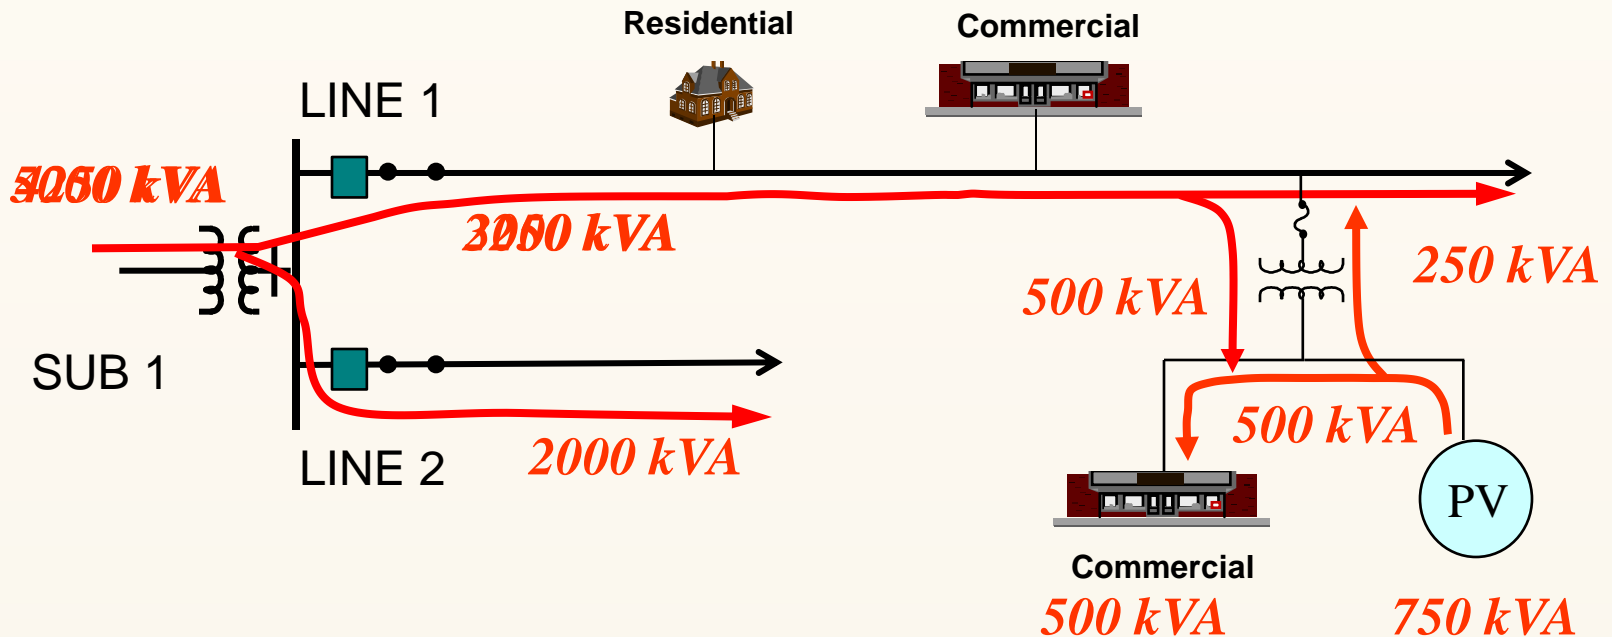 Residential
Commercial
LINE 1
kVA
kVA
250 kVA
500 kVA
SUB 1
500 kVA
LINE 2
2000 kVA
PV
Commercial
500 kVA
750 kVA